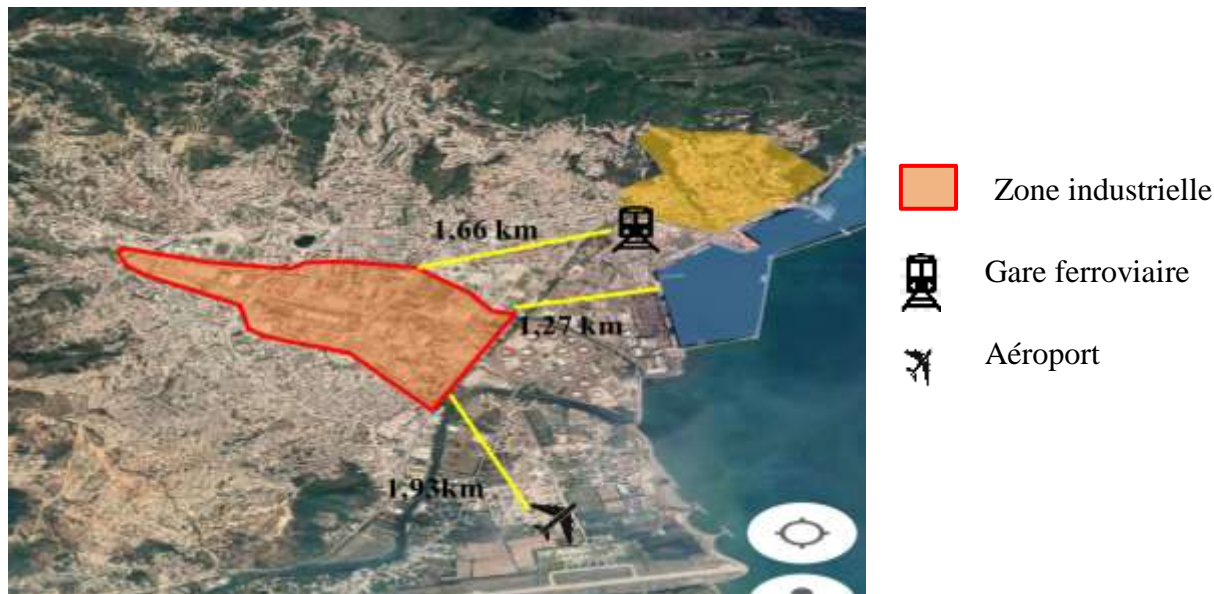 1,66 km
1,27 km
1,93km
Zone industrielle
Gare ferroviaire
Aéroport